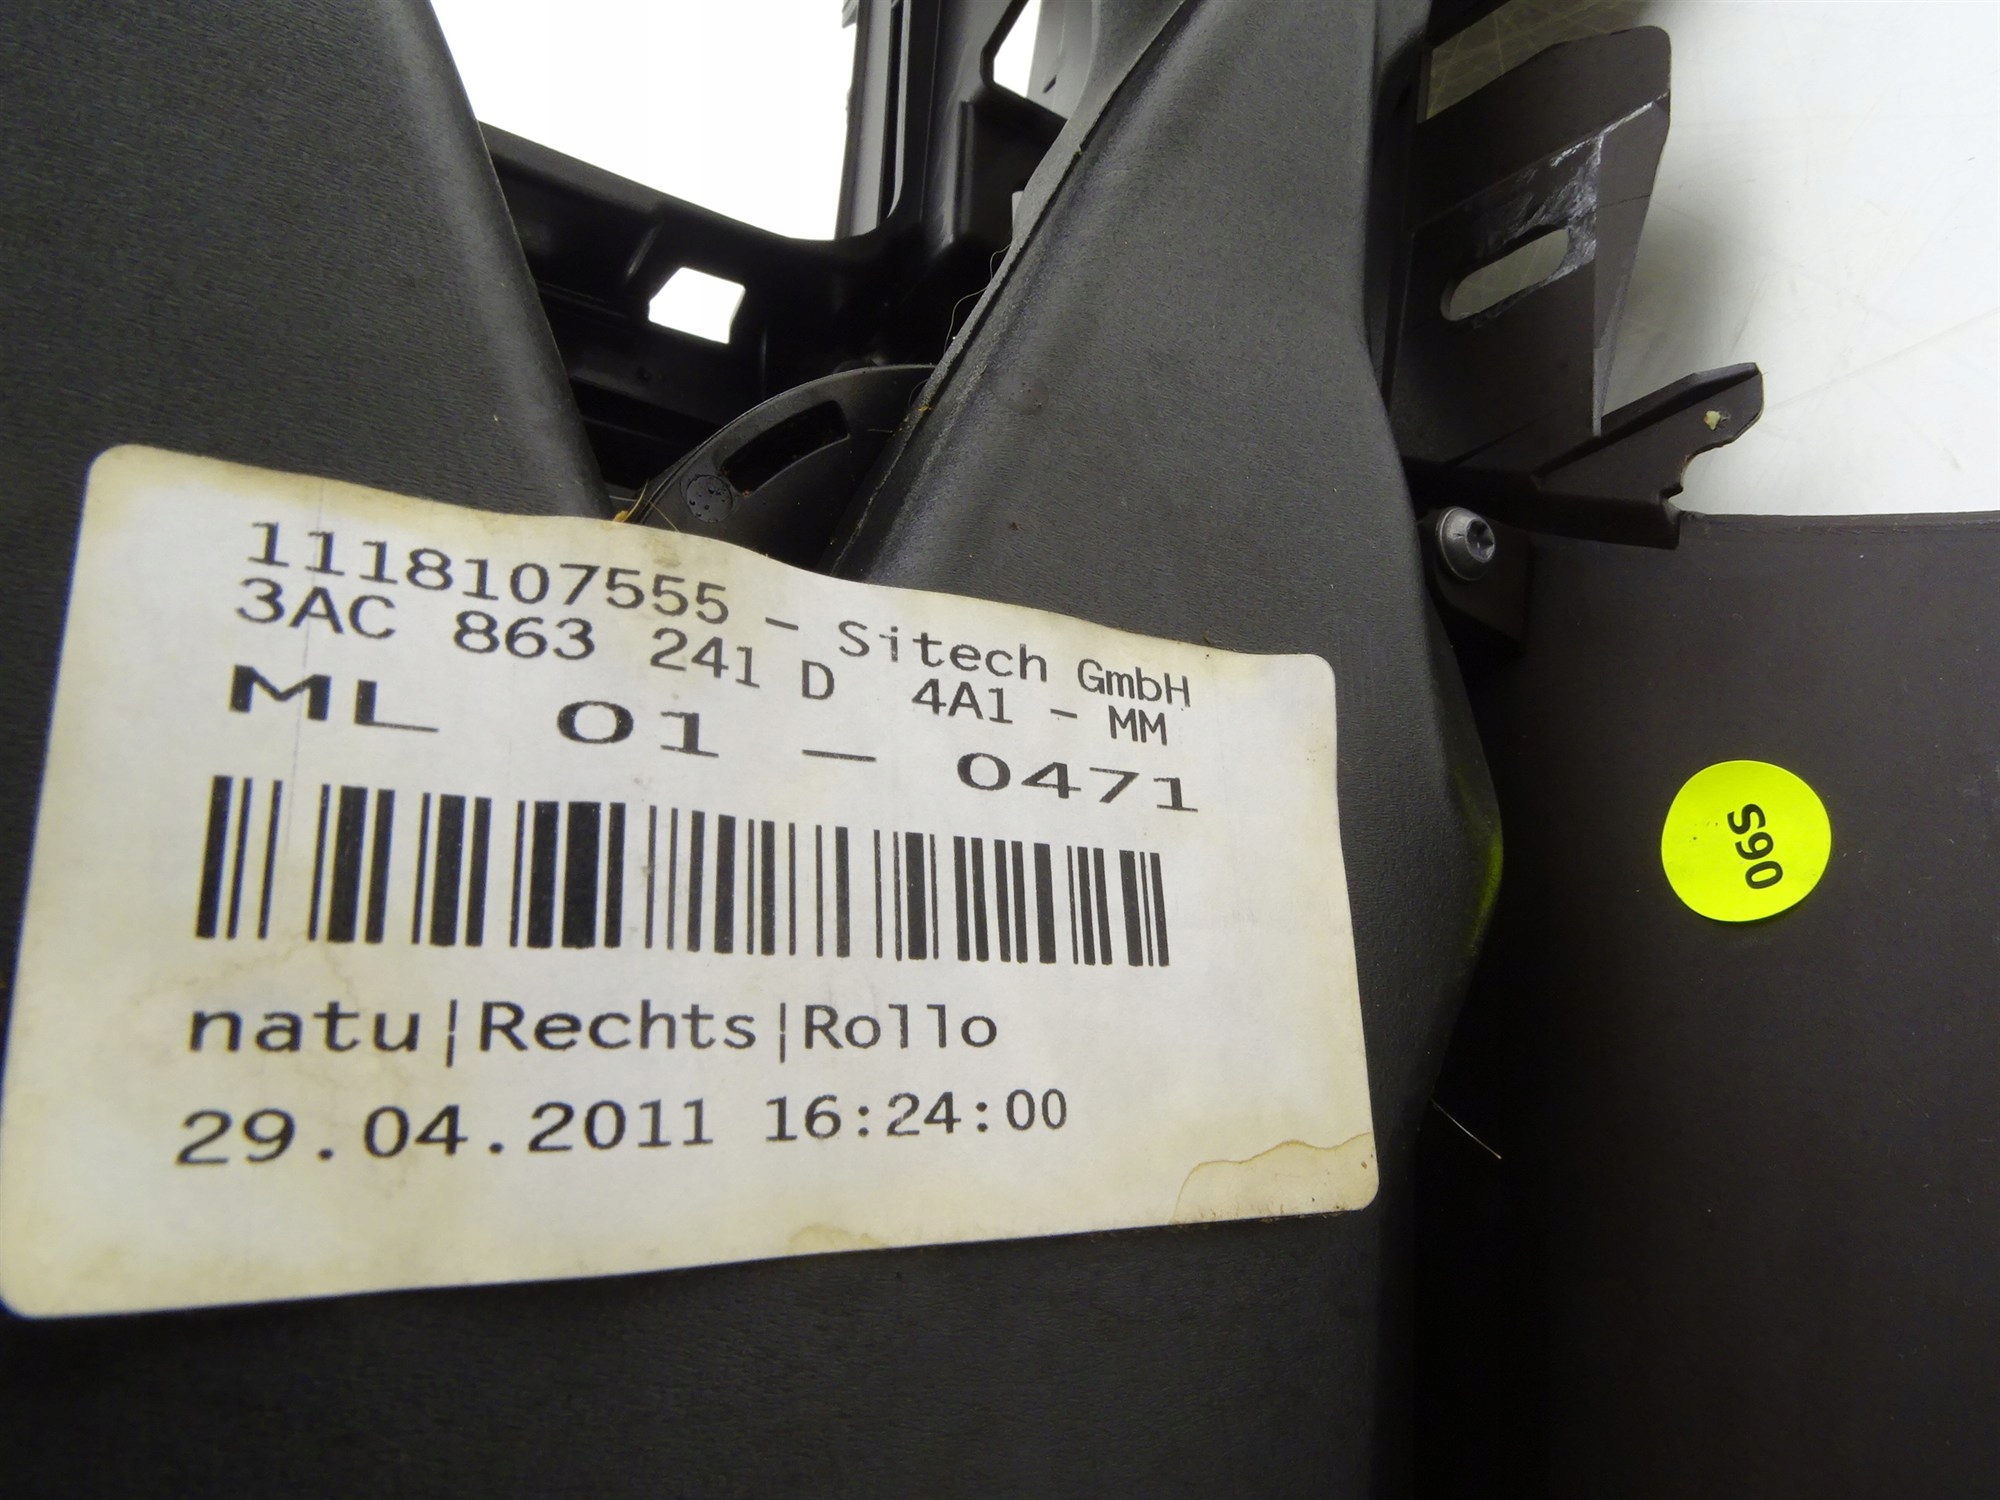 1118107555 - Sitech GmbH
3AC 863 241 D 4A1 - MM
ML 01 - 0471
natu|Rechts|Rollo
29.04.2011 16:24:00
S90